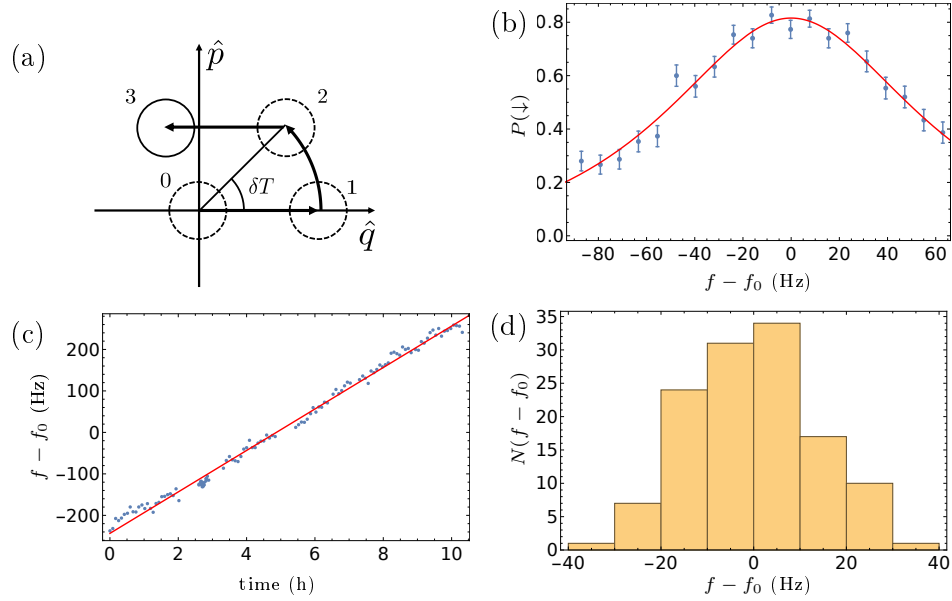 (a)
p̂
3
2
0
δT
1
q̂
(b)
P(↓)
0.8
0.6
0.4
0.2
0.0
−80 −60 −40 −20 0 20 40 60
f − f₀ (Hz)
(c)
f − f₀ (Hz)
200
100
0
−100
−200
0 2 4 6 8 10
time (h)
(d)
N(f − f₀)
35
30
25
20
15
10
5
0
−40 −20 0 20 40
f − f₀ (Hz)